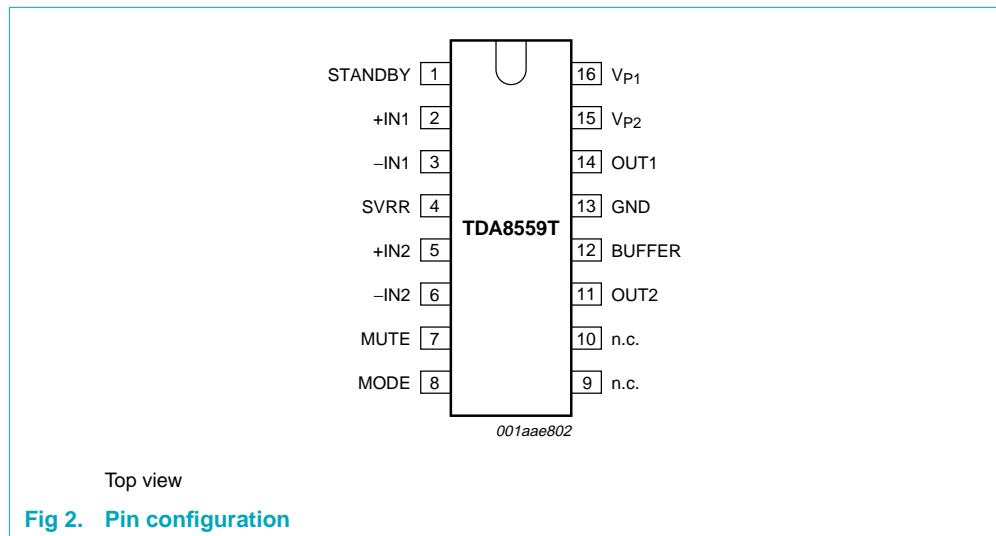 STANDBY 1 16 VP1
+IN1 2 15 VP2
−IN1 3 14 OUT1
SVRR 4 13 GND
TDA8559T
+IN2 5 12 BUFFER
−IN2 6 11 OUT2
MUTE 7 10 n.c.
MODE 8 9 n.c.
001aae802
Top view
Fig 2. Pin configuration